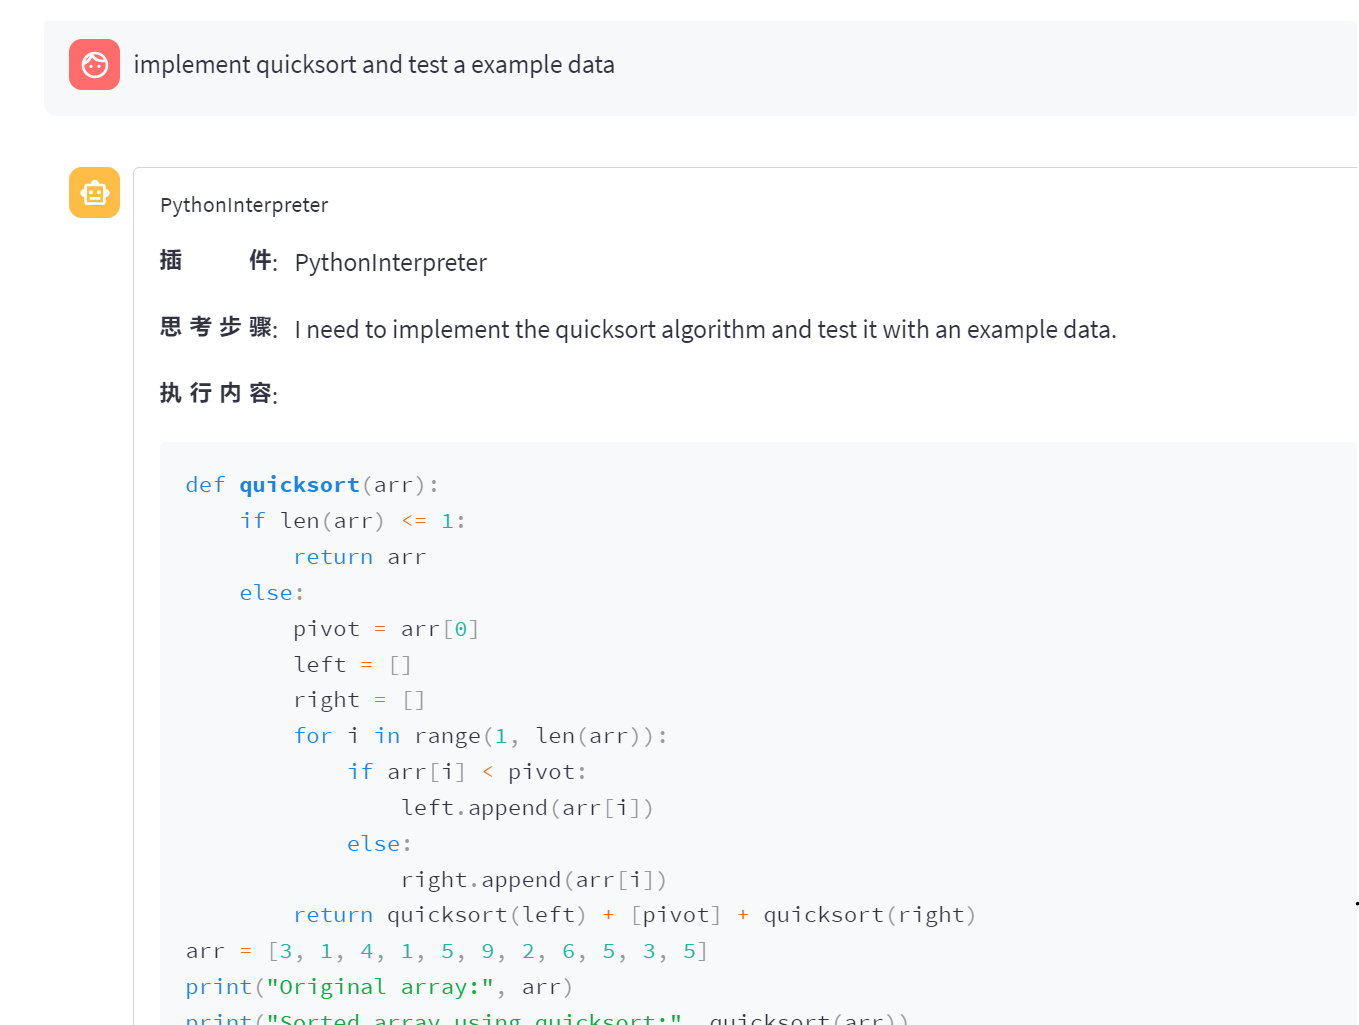 implement quicksort and test a example data
PythonInterpreter
插 件: PythonInterpreter
思考步骤: I need to implement the quicksort algorithm and test it with an example data.
执行内容:
def quicksort(arr):
    if len(arr) <= 1:
        return arr
    else:
        pivot = arr[0]
        left = []
        right = []
        for i in range(1, len(arr)):
            if arr[i] < pivot:
                left.append(arr[i])
            else:
                right.append(arr[i])
        return quicksort(left) + [pivot] + quicksort(right)
arr = [3, 1, 4, 1, 5, 9, 2, 6, 5, 3, 5]
print("Original array:", arr)
print("Sorted array using quicksort:", quicksort(arr))